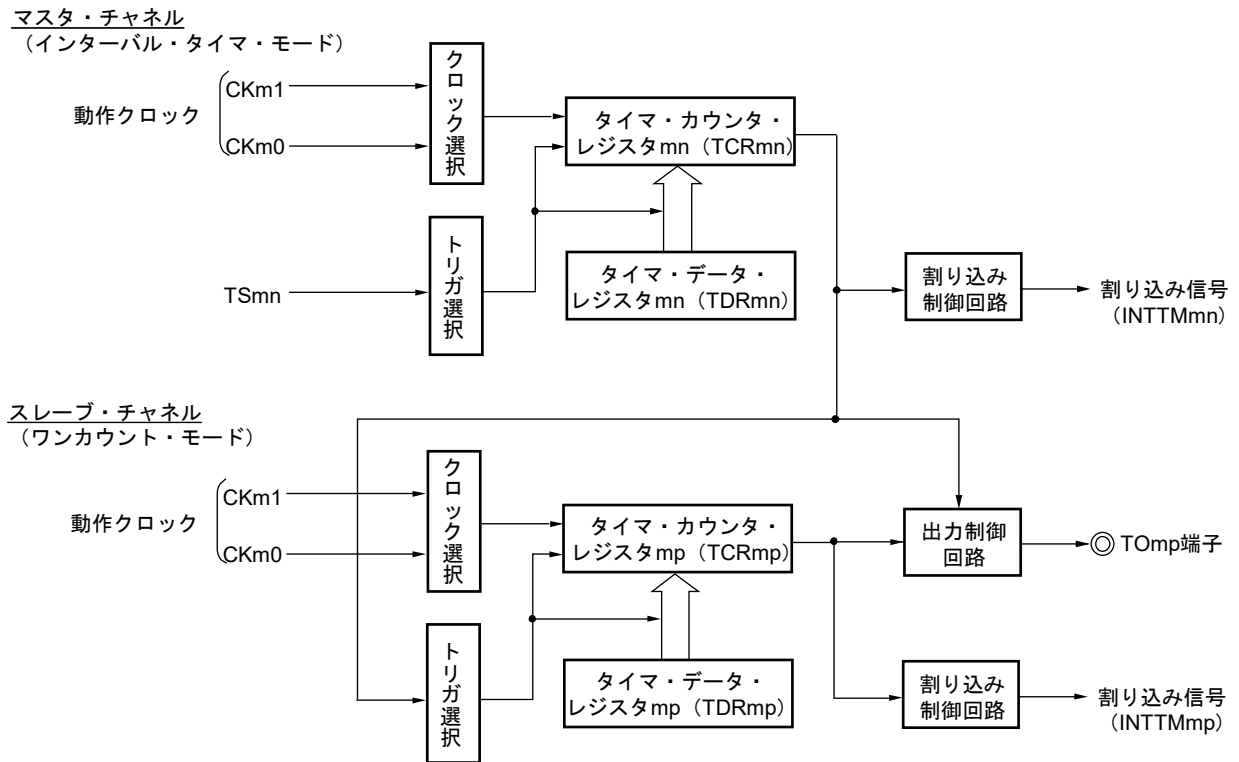 マスタ・チャネル
（インターバル・タイマ・モード）
動作クロック
CKm1
CKm0
クロック選択
タイマ・カウンタ・
レジスタmn（TCRmn）
TSmn
トリガ選択
タイマ・データ・
レジスタmn（TDRmn）
割り込み
制御回路
割り込み信号
（INTTMmn）
スレーブ・チャネル
（ワンカウント・モード）
動作クロック
CKm1
CKm0
クロック選択
タイマ・カウンタ・
レジスタmp（TCRmp）
出力制御
回路
TOmp端子
トリガ選択
タイマ・データ・
レジスタmp（TDRmp）
割り込み
制御回路
割り込み信号
（INTTMmp）